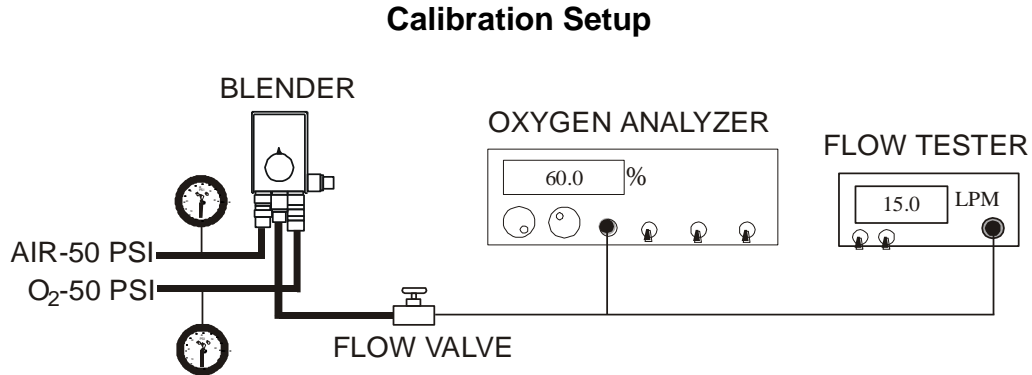 Calibration Setup
BLENDER
OXYGEN ANALYZER
60.0 %
FLOW TESTER
15.0 LPM
AIR-50 PSI
O₂-50 PSI
FLOW VALVE